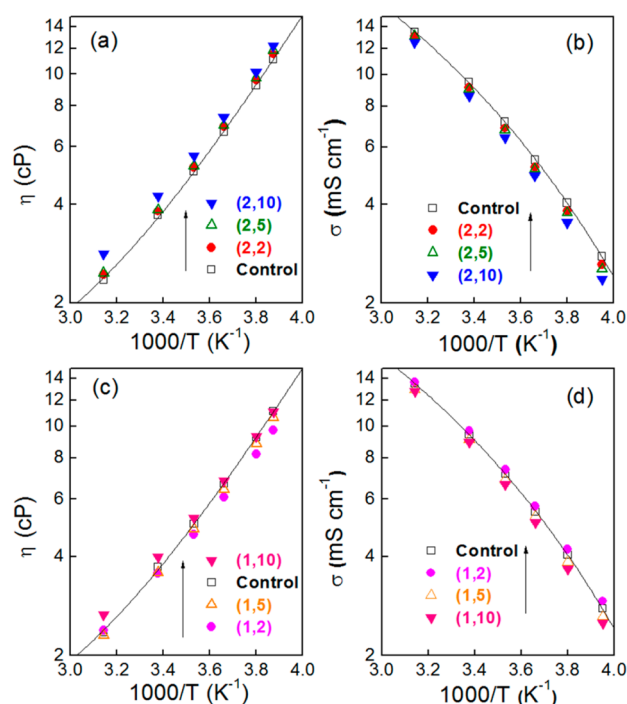 (a)
η (cP)
14
12
10
8
6
4
2
(2,10)
(2,5)
(2,2)
Control
3.0 3.2 3.4 3.6 3.8 4.0
1000/T (K⁻¹)
(b)
σ (mS cm⁻¹)
14
12
10
8
6
4
2
Control
(2,2)
(2,5)
(2,10)
3.0 3.2 3.4 3.6 3.8 4.0
1000/T (K⁻¹)
(c)
η (cP)
14
12
10
8
6
4
2
(1,10)
Control
(1,5)
(1,2)
3.0 3.2 3.4 3.6 3.8 4.0
1000/T (K⁻¹)
(d)
σ (mS cm⁻¹)
14
12
10
8
6
4
2
Control
(1,2)
(1,5)
(1,10)
3.0 3.2 3.4 3.6 3.8 4.0
1000/T (K⁻¹)